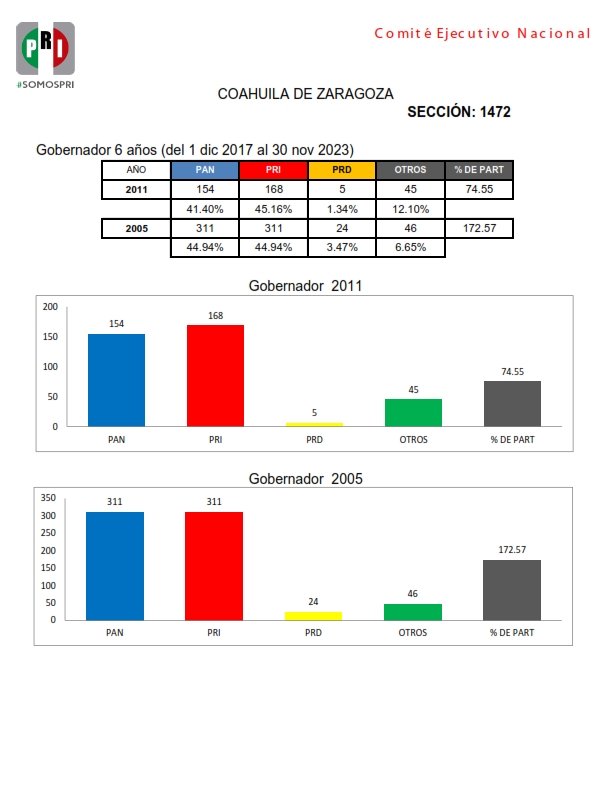 Comité Ejecutivo Nacional
PRI
#SOMOSPRI
COAHUILA DE ZARAGOZA
SECCIÓN: 1472
Gobernador 6 años (del 1 dic 2017 al 30 nov 2023)
AÑO PAN PRI PRD OTROS % DE PART
2011 154 168 5 45 74.55
41.40% 45.16% 1.34% 12.10%
2005 311 311 24 46 172.57
44.94% 44.94% 3.47% 6.65%
Gobernador 2011
200
150
100
50
0
154
168
5
45
74.55
PAN PRI PRD OTROS % DE PART
Gobernador 2005
350
300
250
200
150
100
50
0
311
311
24
46
172.57
PAN PRI PRD OTROS % DE PART